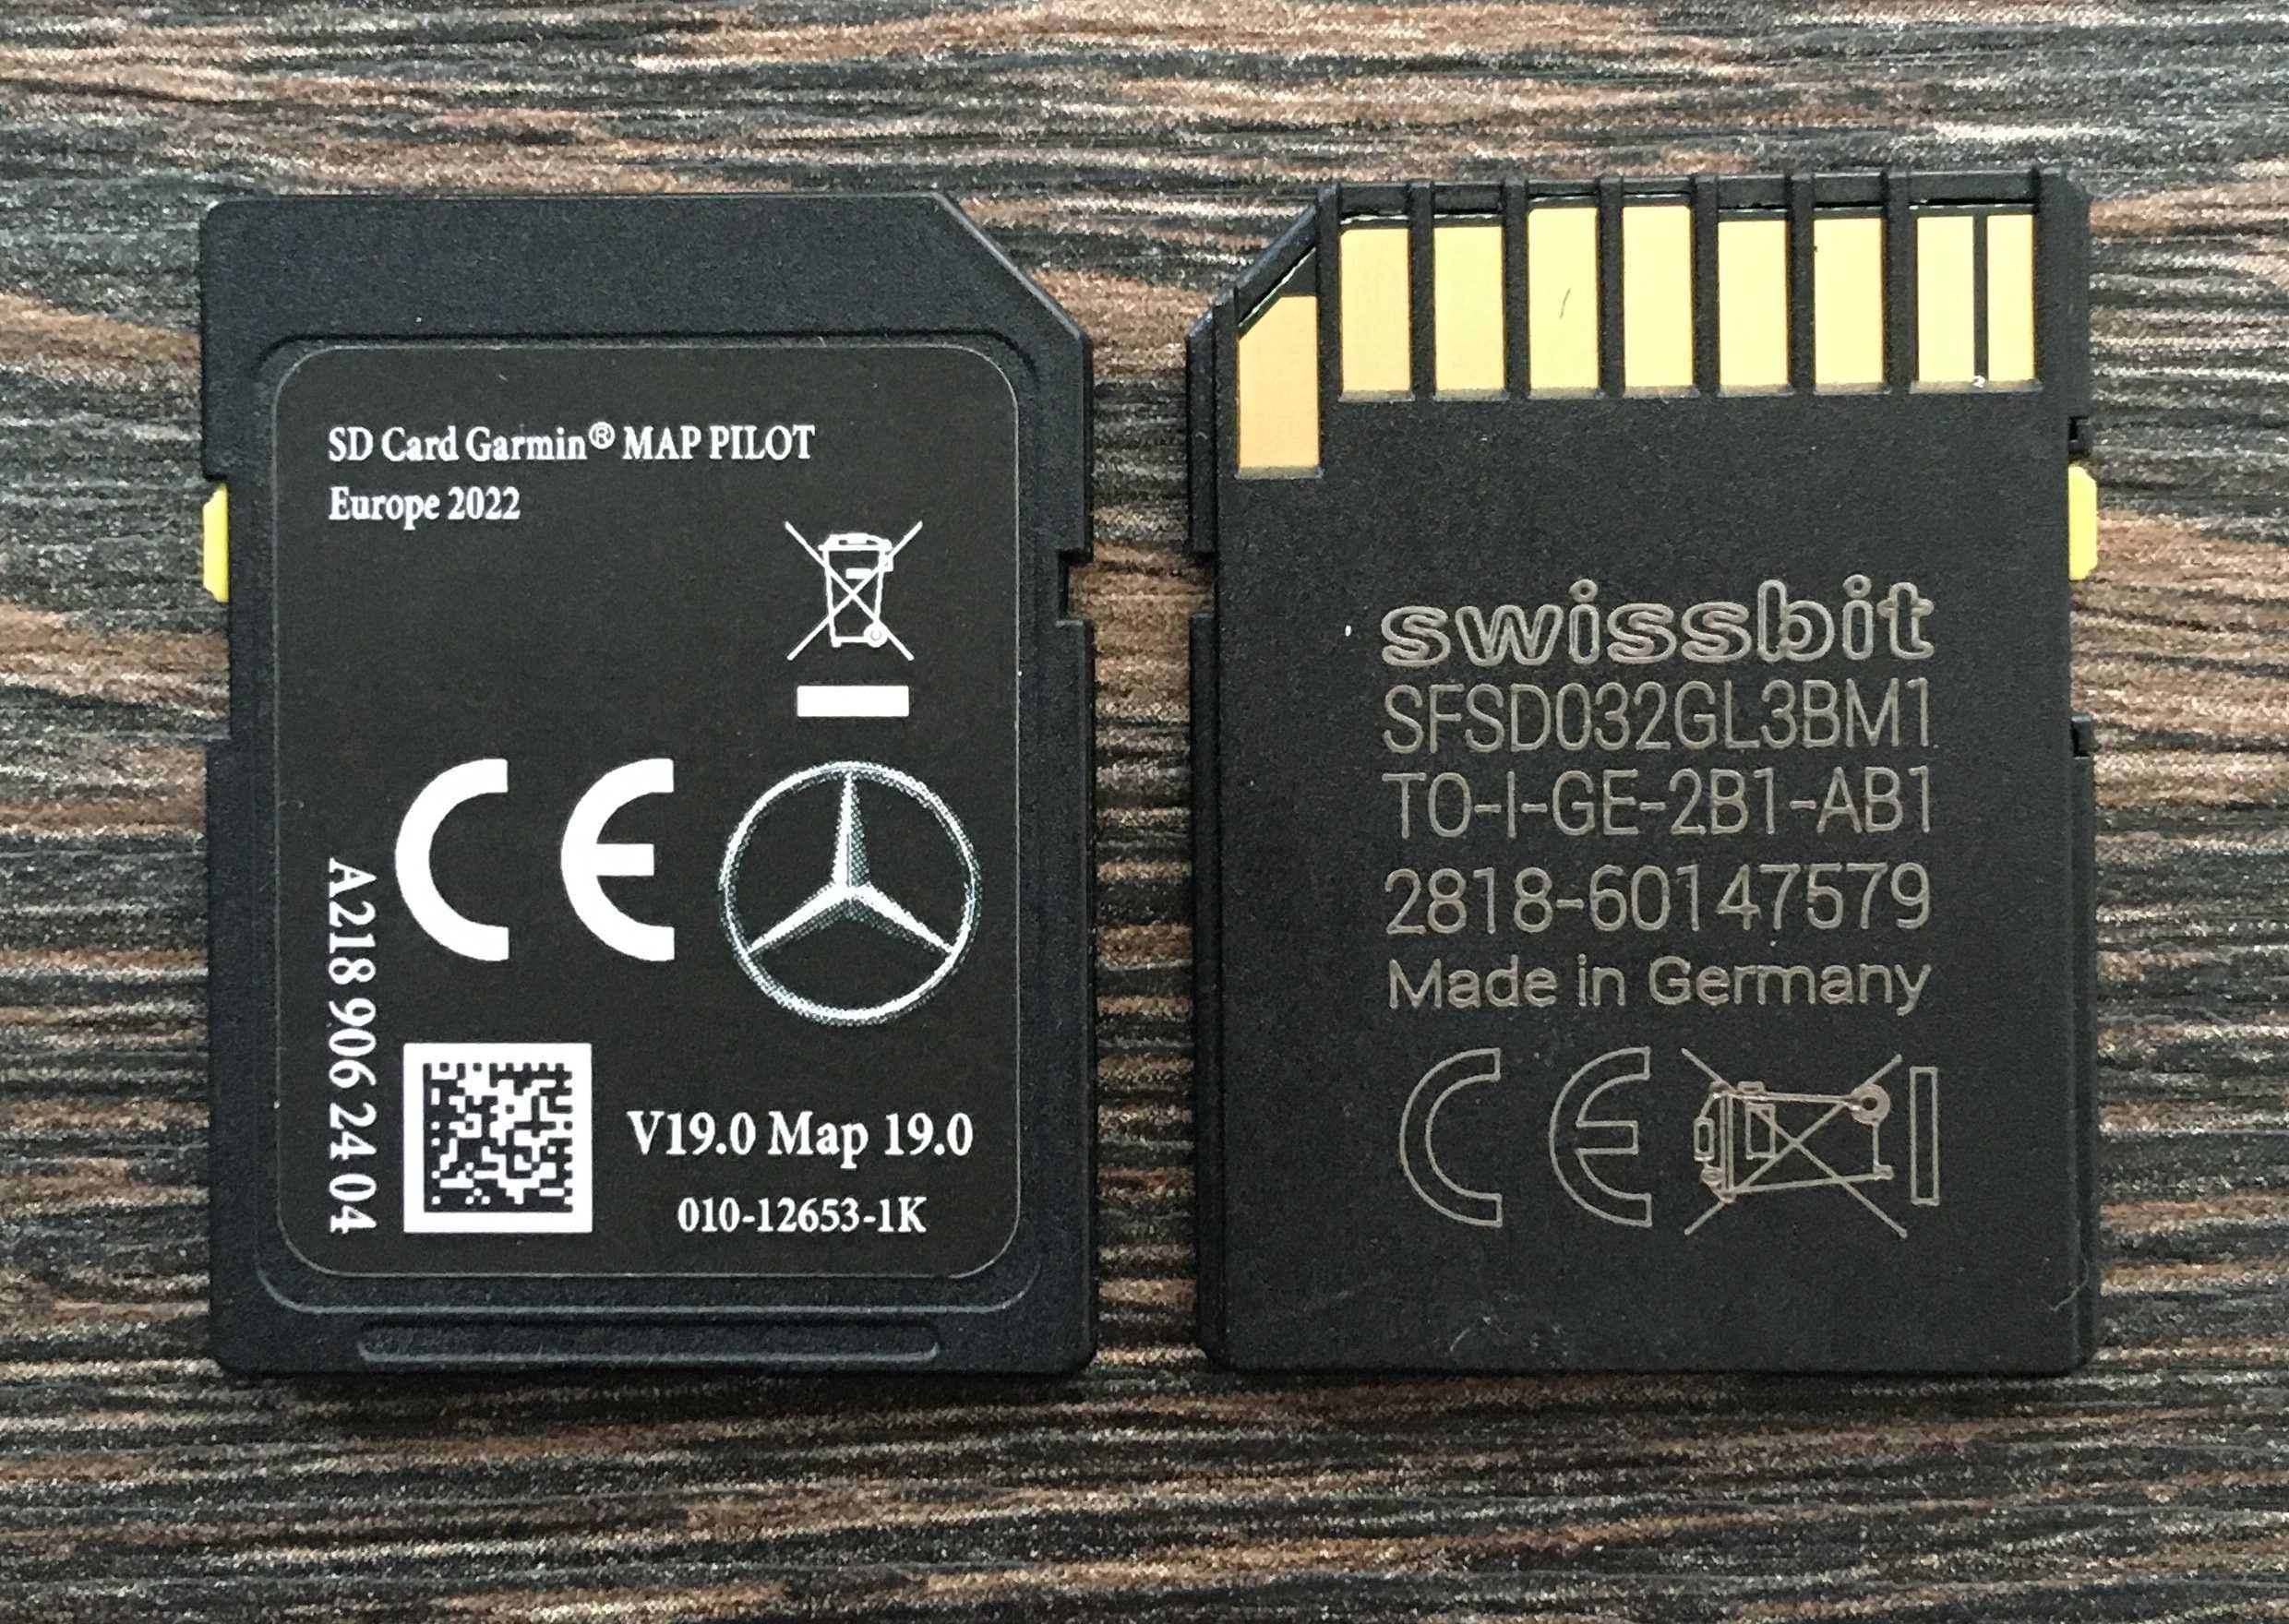 SD Card Garmin® MAP PILOT
Europe 2022
CE
A218 906 24 04
V19.0 Map 19.0
010-12653-1K
swissbit
SFSD032GL3BM1
TO-I-GE-2B1-AB1
2818-60147579
Made in Germany
CE